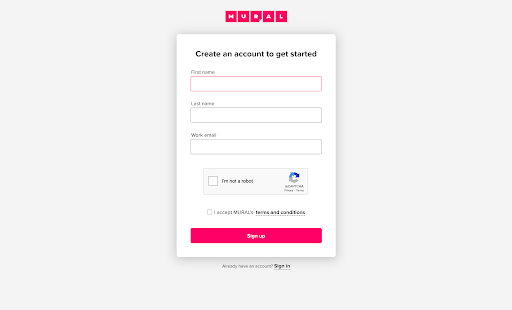 MURAL
Create an account to get started
First name
Last name
Work email
I'm not a robot
reCAPTCHA
Privacy - Terms
I accept MURAL's terms and conditions
Sign up
Already have an account? Sign in